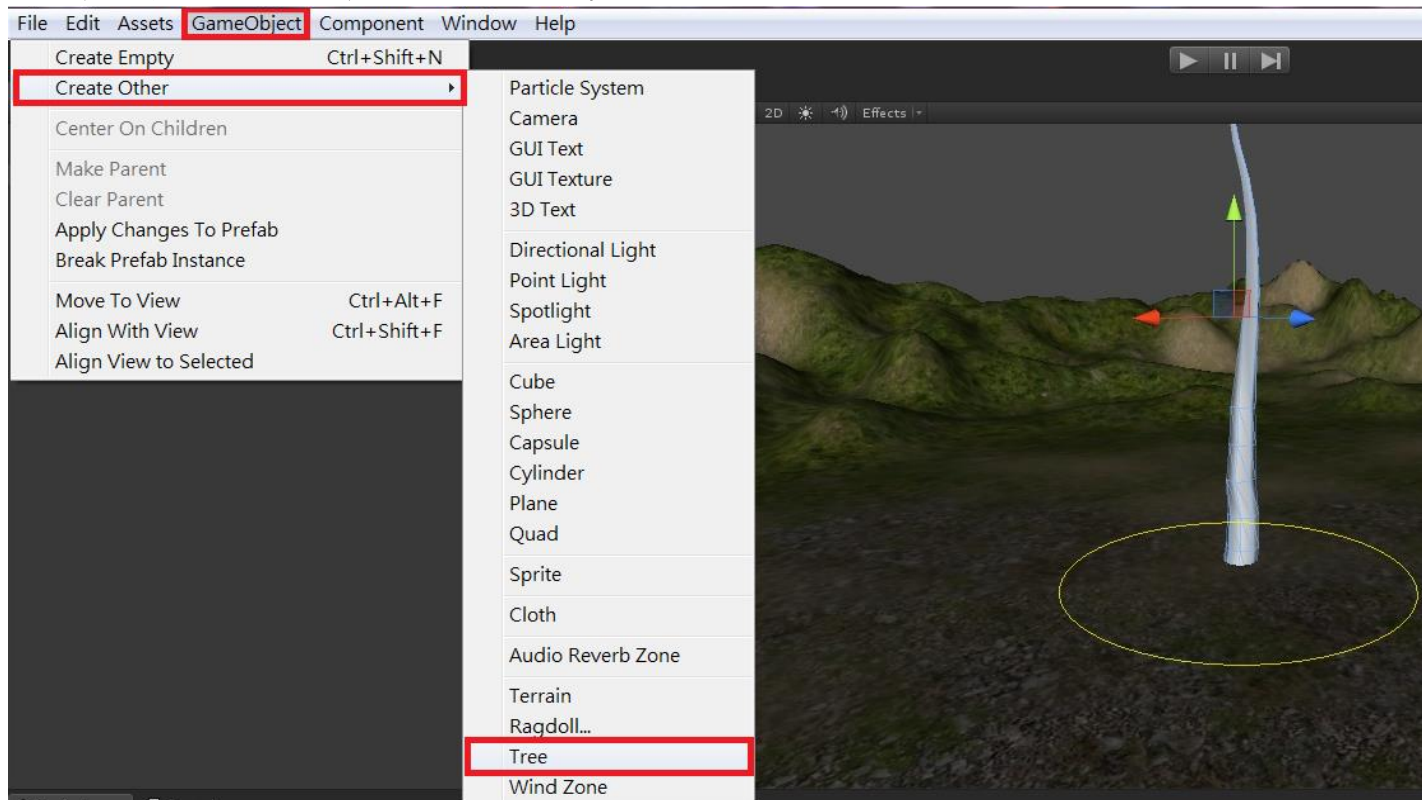 File Edit Assets GameObject Component Window Help
Create Empty Ctrl+Shift+N
Create Other
Center On Children
Make Parent
Clear Parent
Apply Changes To Prefab
Break Prefab Instance
Move To View Ctrl+Alt+F
Align With View Ctrl+Shift+F
Align View to Selected
Particle System
Camera
GUI Text
GUI Texture
3D Text
Directional Light
Point Light
Spotlight
Area Light
Cube
Sphere
Capsule
Cylinder
Plane
Quad
Sprite
Cloth
Audio Reverb Zone
Terrain
Ragdoll...
Tree
Wind Zone
2D Effects